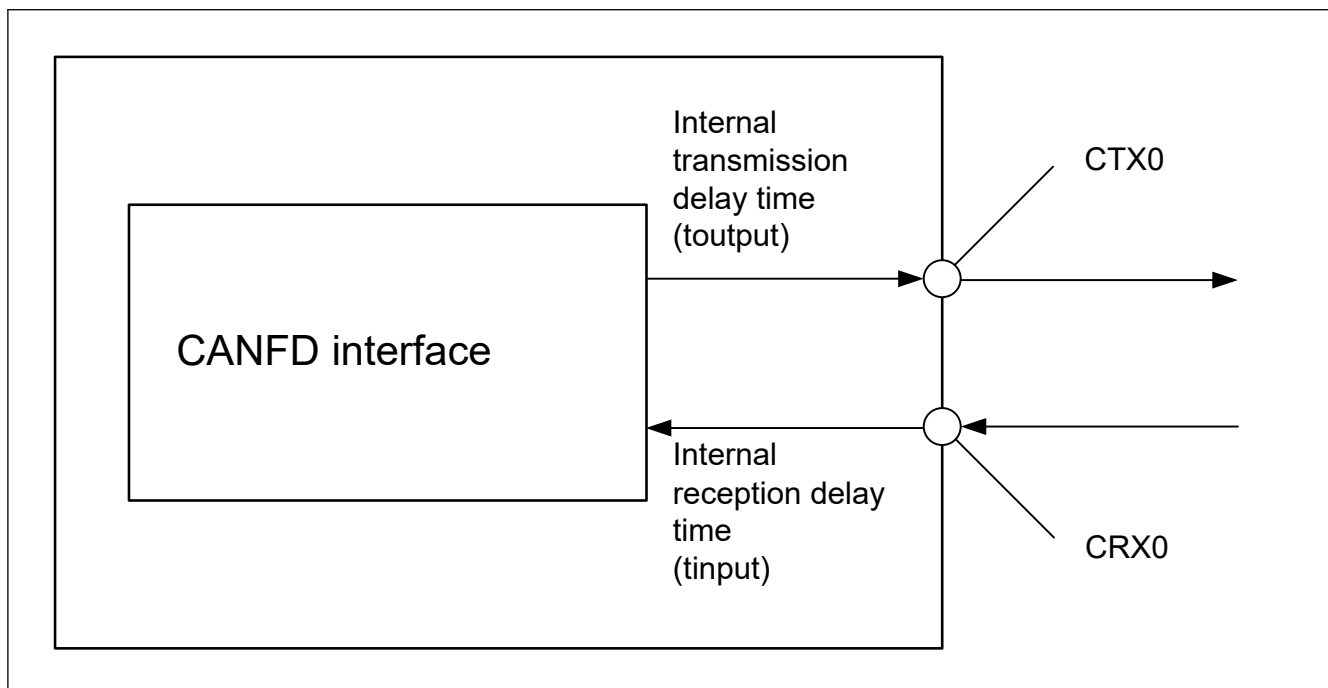 Internal
transmission
delay time
(toutput)
CTX0
CANFD interface
Internal
reception delay
time
(tinput)
CRX0